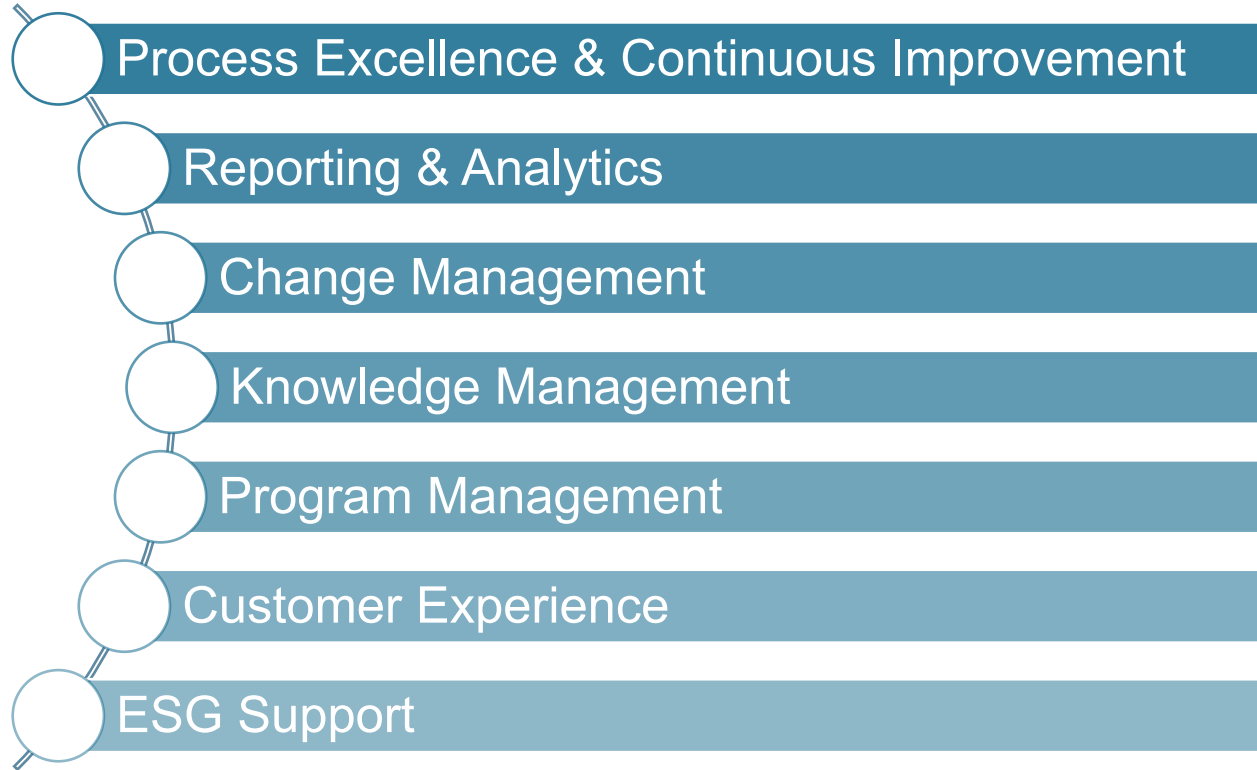 Process Excellence & Continuous Improvement
Reporting & Analytics
Change Management
Knowledge Management
Program Management
Customer Experience
ESG Support